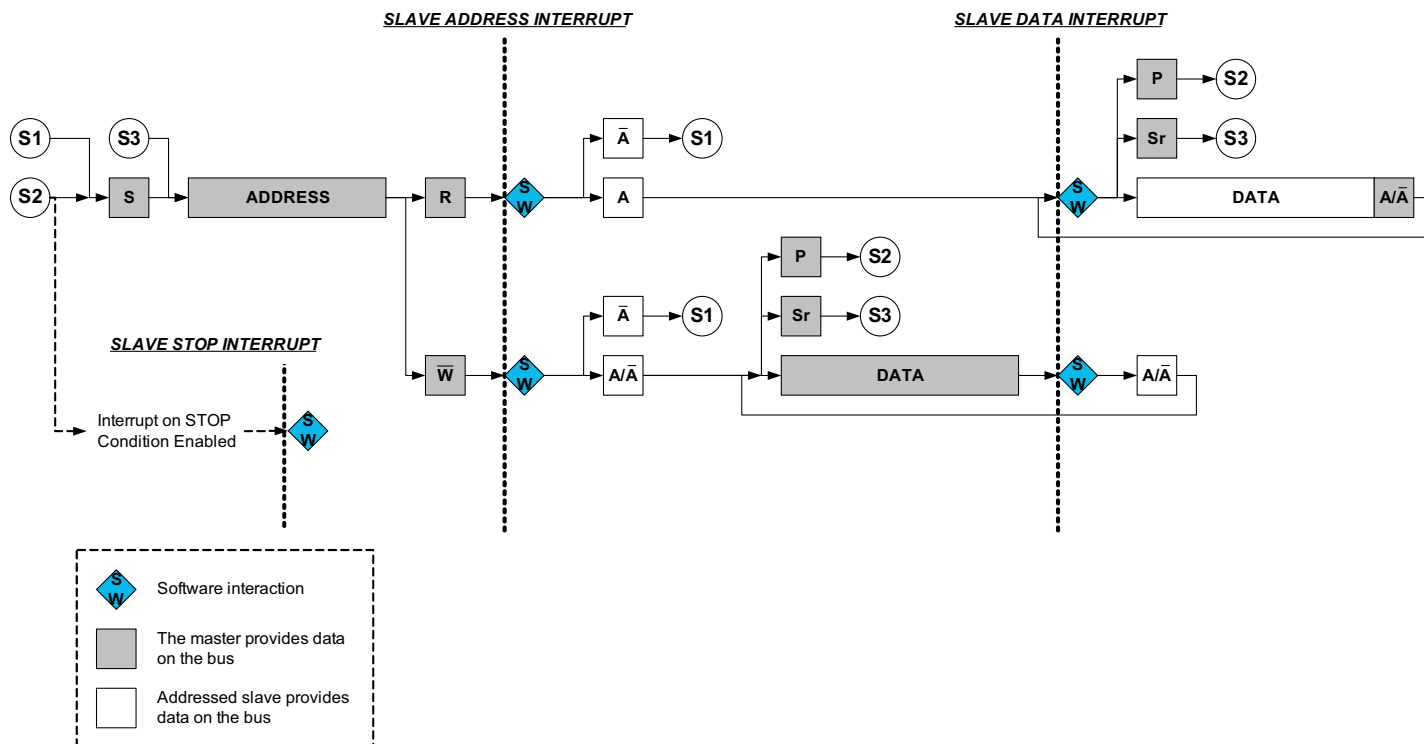 SLAVE ADDRESS INTERRUPT
SLAVE DATA INTERRUPT
P
S2
S1
S3
A̅
S1
Sr
S3
S2
S
ADDRESS
R
S
W
A
S
W
DATA
A/A̅
P
S2
A̅
S1
Sr
S3
SLAVE STOP INTERRUPT
W̅
S
W
A/A̅
DATA
S
W
A/A̅
Interrupt on STOP
Condition Enabled
S
W
S
W
Software interaction
The master provides data
on the bus
Addressed slave provides
data on the bus